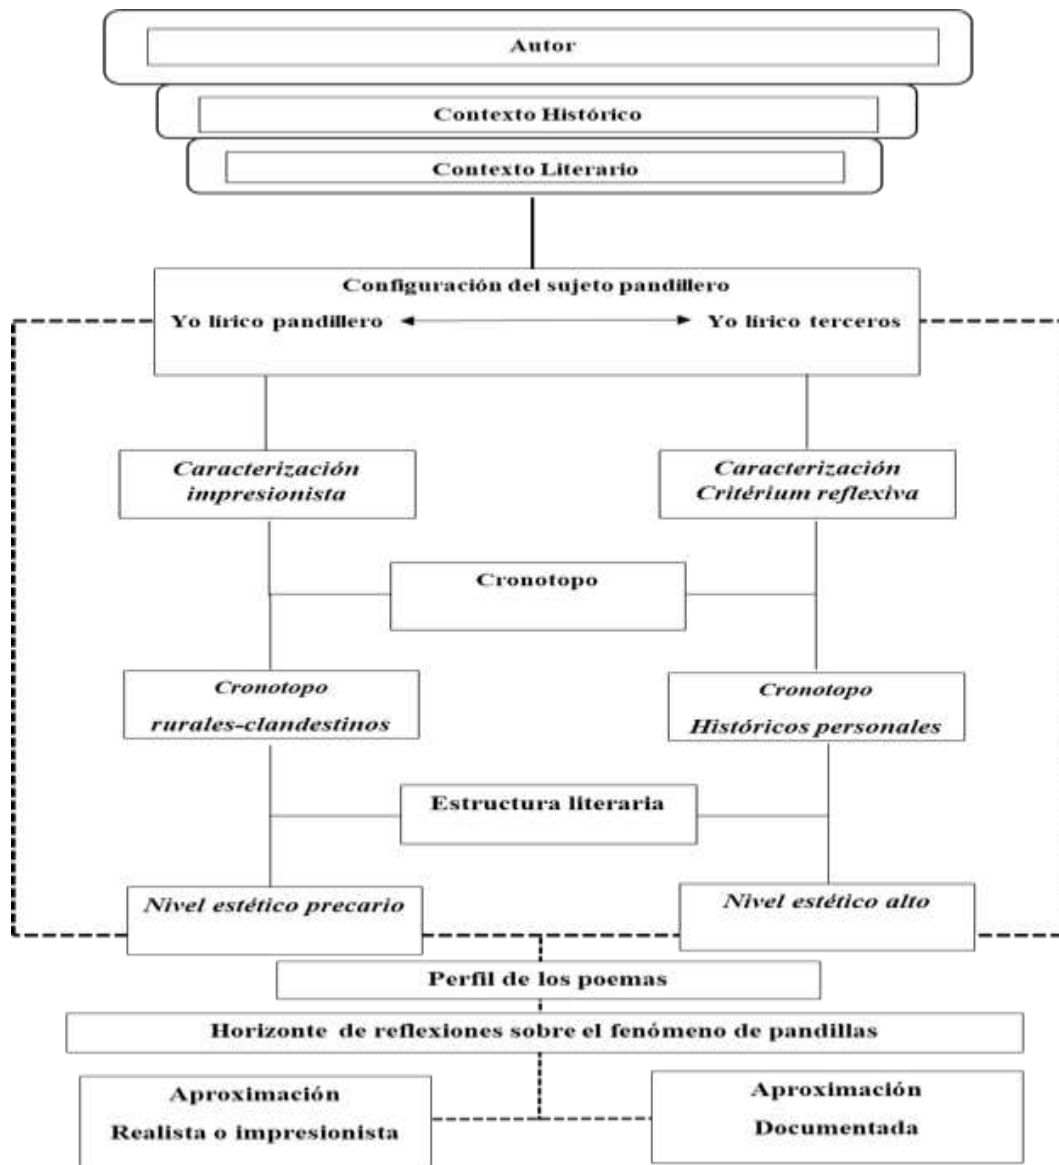 Autor
Contexto Histórico
Contexto Literario
Configuración del sujeto pandillero
Yo lírico pandillero
Yo lírico terceros
Caracterización
impresionista
Caracterización
Critérium reflexiva
Cronotopo
Cronotopo
rurales-clandestinos
Cronotopo
Históricos personales
Estructura literaria
Nivel estético precario
Nivel estético alto
Perfil de los poemas
Horizonte de reflexiones sobre el fenómeno de pandillas
Aproximación
Realista o impresionista
Aproximación
Documentada